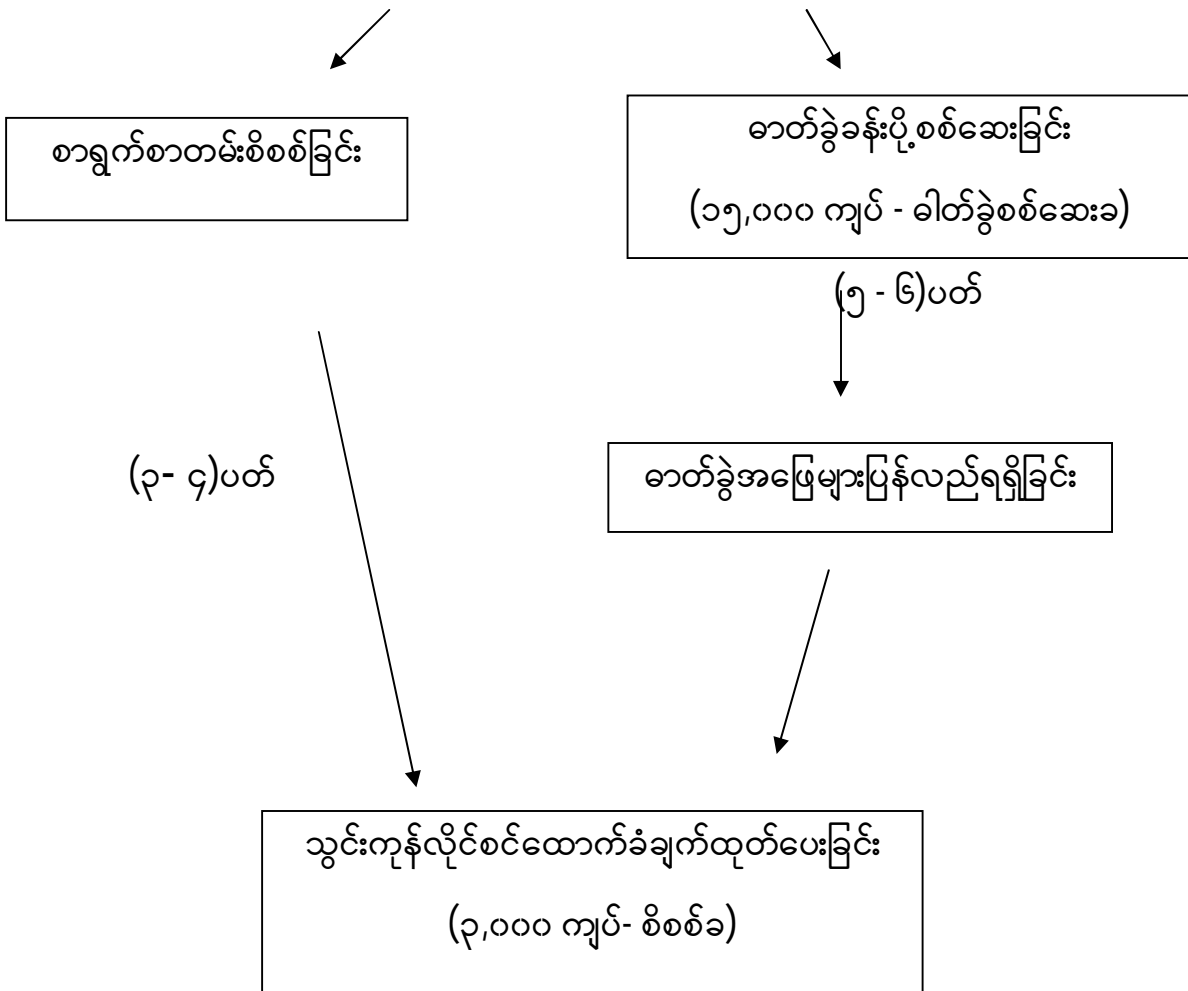 စာရွက်စာတမ်းစိစစ်ခြင်း
ဓာတ်ခွဲခန်းပို့စစ်ဆေးခြင်း
(၁၅,၀၀၀ ကျပ် - ဓါတ်ခွဲစစ်ဆေးခ)
(၅ - ၆)ပတ်
(၃- ၄)ပတ်
ဓာတ်ခွဲအဖြေများပြန်လည်ရရှိခြင်း
သွင်းကုန်လိုင်စင်ထောက်ခံချက်ထုတ်ပေးခြင်း
(၃,၀၀၀ ကျပ်- စိစစ်ခ)